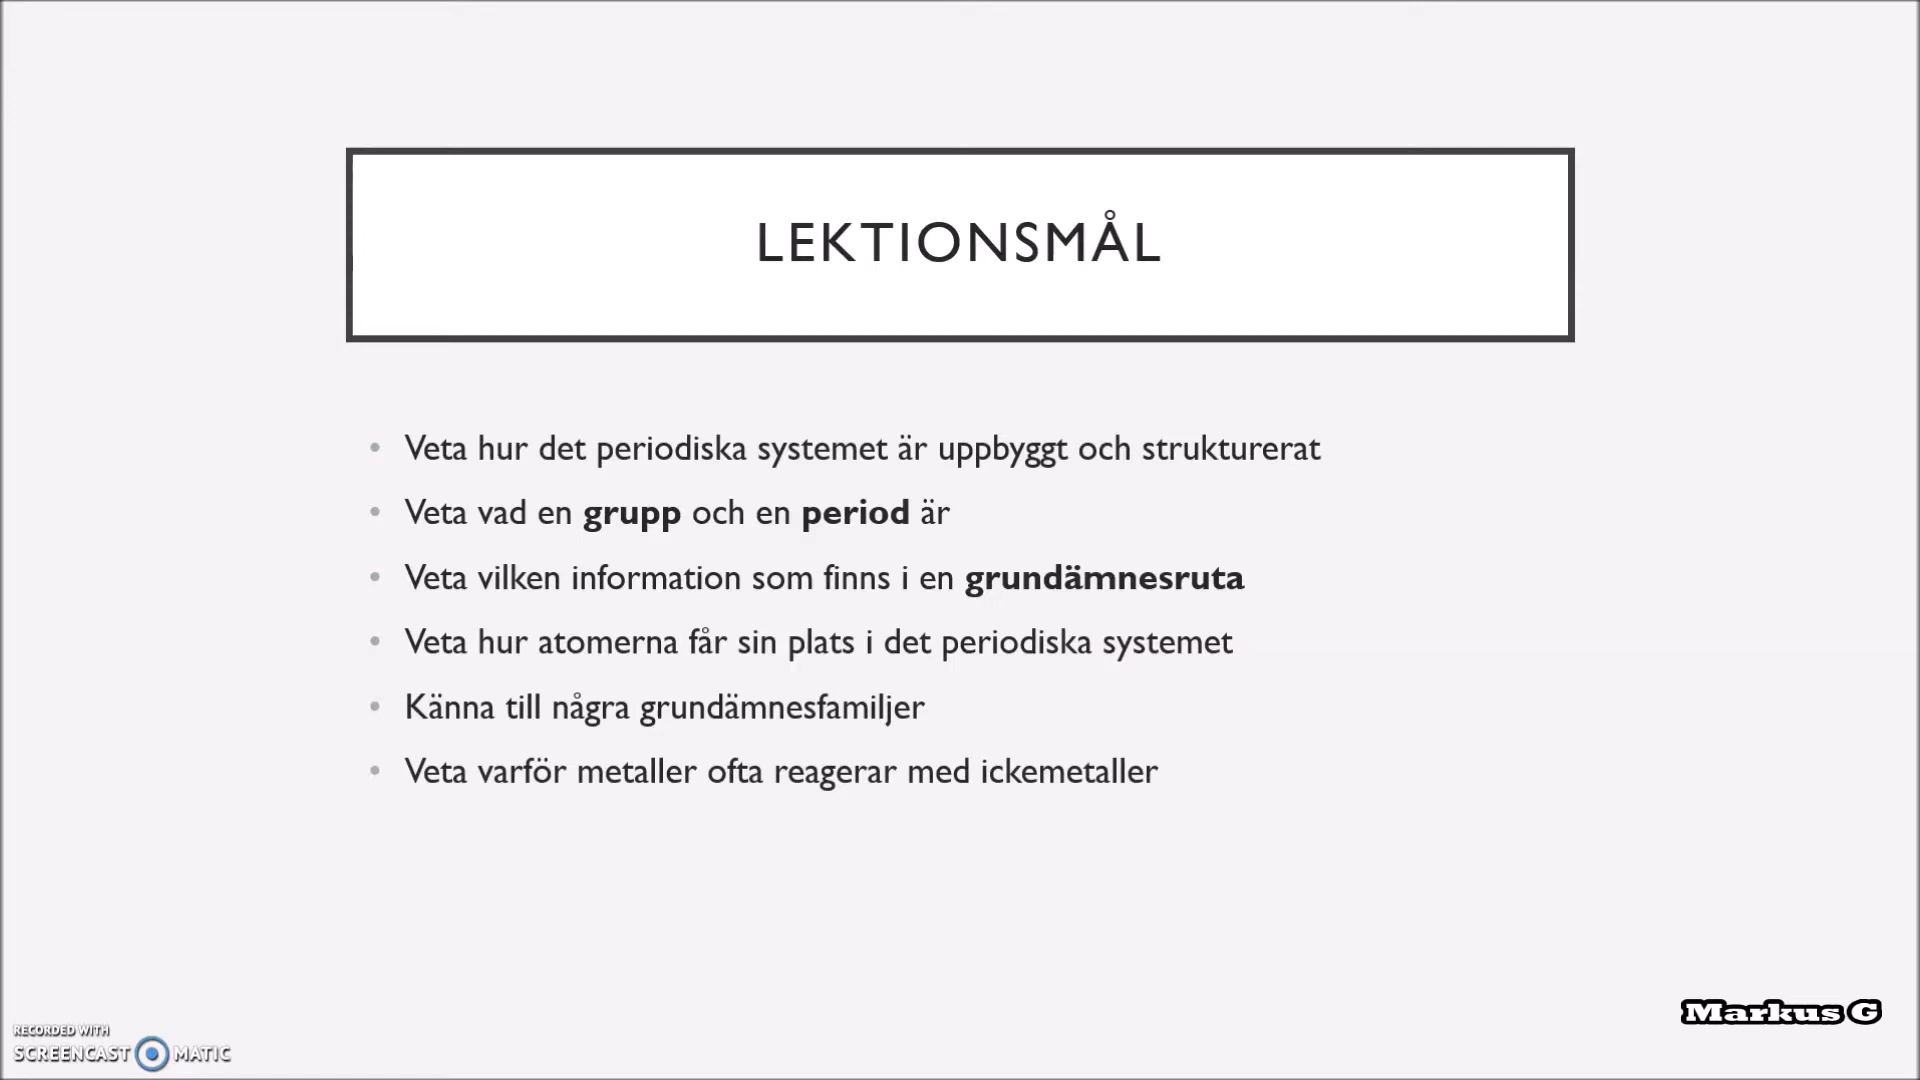 LEKTIONSMÅL
• Veta hur det periodiska systemet är uppbyggt och strukturerat
• Veta vad en grupp och en period är
• Veta vilken information som finns i en grundämnesruta
• Veta hur atomerna får sin plats i det periodiska systemet
• Känna till några grundämnesfamiljer
• Veta varför metaller ofta reagerar med ickemetaller
Markus G
RECORDED WITH
SCREENCAST MATIC